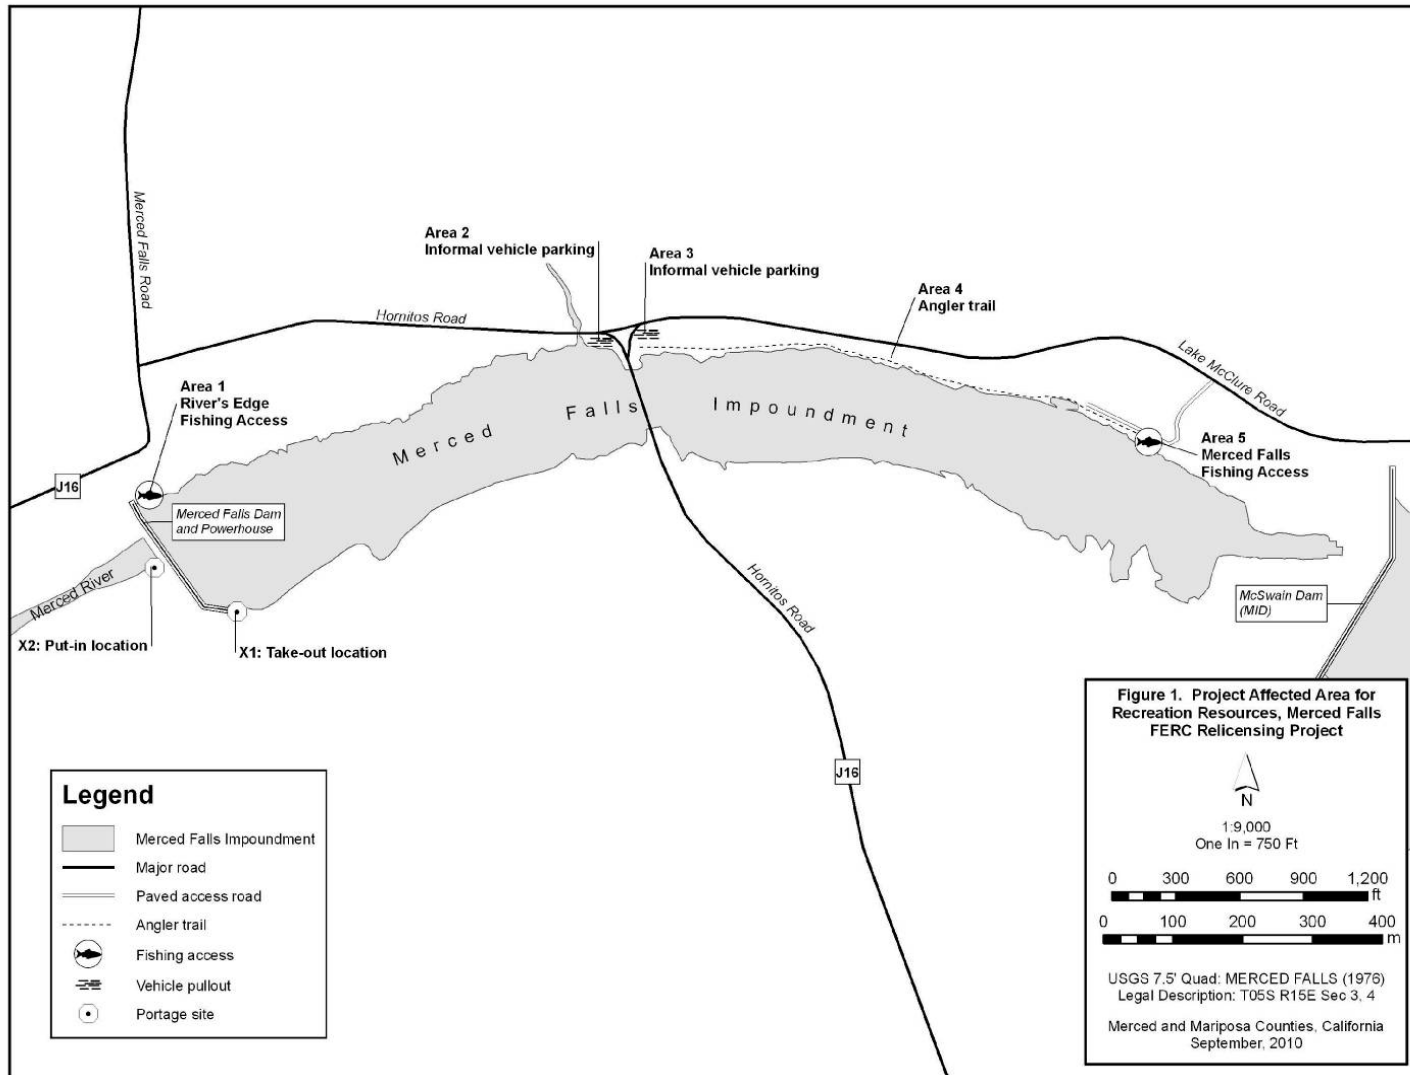 Merced Falls Road
Area 2
Informal vehicle parking
Area 3
Informal vehicle parking
Area 4
Angler trail
Hornitos Road
Lake McClure Road
Area 1
River's Edge
Fishing Access
Merced Falls Impoundment
Area 5
Merced Falls
Fishing Access
J16
Merced Falls Dam
and Powerhouse
Merced River
Hornitos Road
McSwain Dam
(MID)
X2: Put-in location
X1: Take-out location
J16
Figure 1. Project Affected Area for
Recreation Resources, Merced Falls
FERC Relicensing Project
N
1:9,000
One In = 750 Ft
0 300 600 900 1,200
ft
0 100 200 300 400
m
USGS 7.5' Quad: MERCED FALLS (1976)
Legal Description: T05S R15E Sec 3, 4
Merced and Mariposa Counties, California
September, 2010
Legend
Merced Falls Impoundment
Major road
Paved access road
Angler trail
Fishing access
Vehicle pullout
Portage site